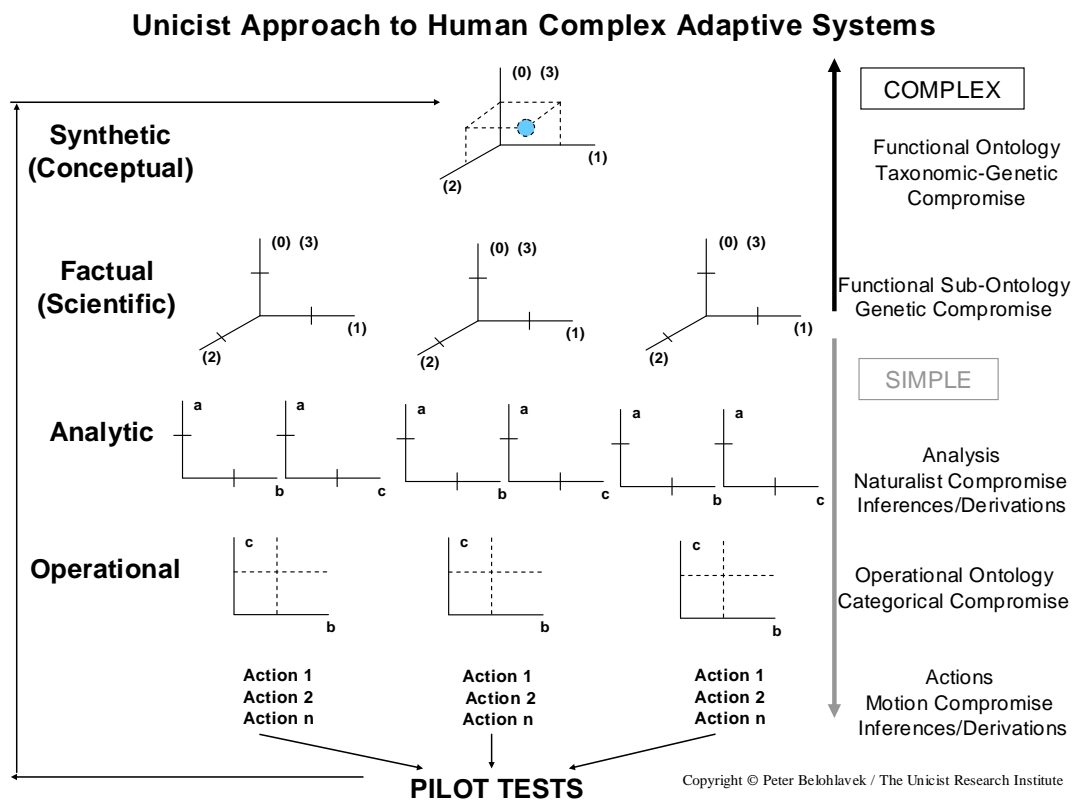 Unicist Approach to Human Complex Adaptive Systems
(0) (3)
(1)
(2)
Synthetic
(Conceptual)
COMPLEX
Functional Ontology
Taxonomic-Genetic
Compromise
Factual
(Scientific)
(0) (3)
(1)
(2)
(0) (3)
(1)
(2)
(0) (3)
(1)
(2)
Functional Sub-Ontology
Genetic Compromise
SIMPLE
Analytic
a
b
a
c
a
b
a
c
a
b
a
c
Analysis
Naturalist Compromise
Inferences/Derivations
Operational
c
b
c
b
c
b
Operational Ontology
Categorical Compromise
Action 1
Action 2
Action n
Action 1
Action 2
Action n
Action 1
Action 2
Action n
Actions
Motion Compromise
Inferences/Derivations
PILOT TESTS
Copyright © Peter Belohlavek / The Unicist Research Institute